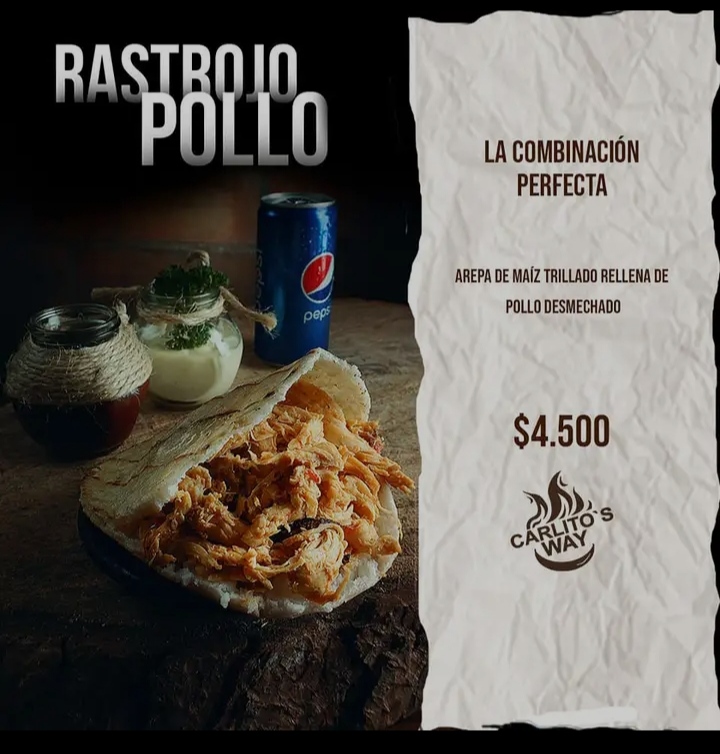 RASTROJO
POLLO
LA COMBINACIÓN
PERFECTA
AREPA DE MAÍZ TRILLADO RELLENA DE
POLLO DESMECHADO
$4.500
CARLITO'S
WAY
pepsi